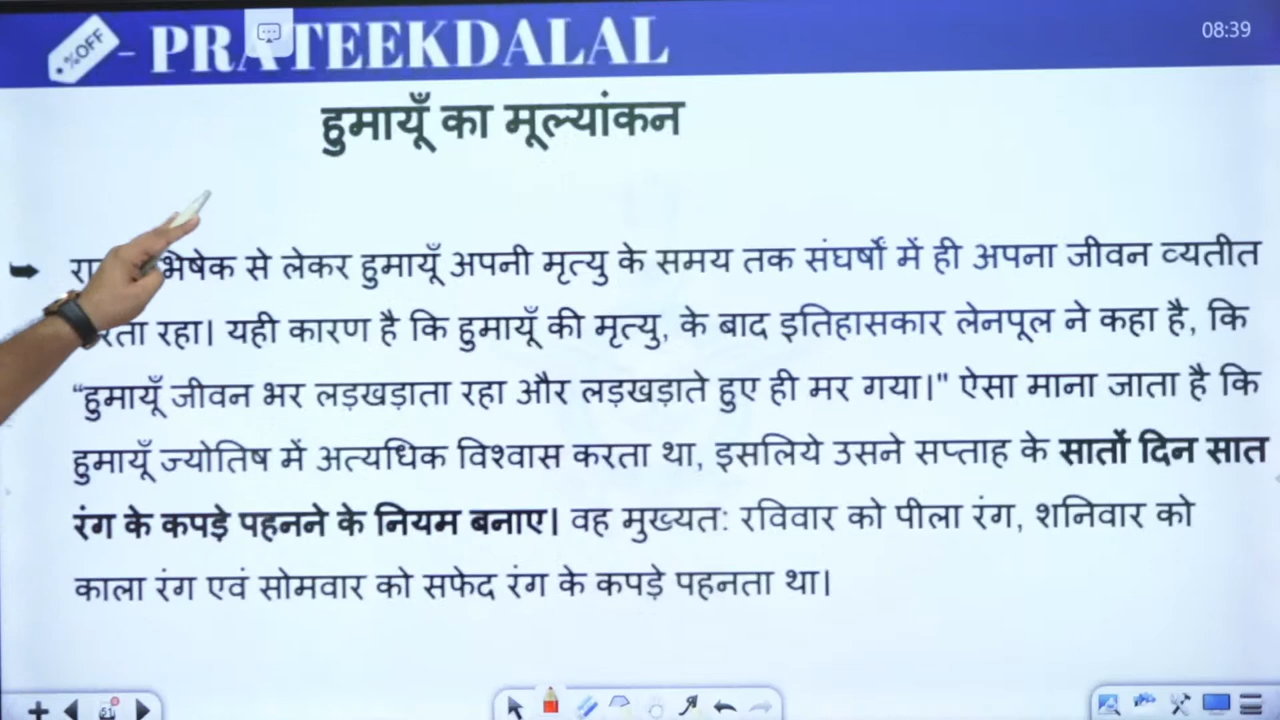 %OFF - PRATEEKDALAL
08:39
हुमायूँ का मूल्यांकन
से लेकर हुमायूँ अपनी मृत्यु के समय तक संघर्षों में ही अपना जीवन व्यतीत
रहा। यही कारण है कि हुमायूँ की मृत्यु, के बाद इतिहासकार लेनपूल ने कहा है, कि
“हुमायूँ जीवन भर लड़खड़ाता रहा और लड़खड़ाते हुए ही मर गया।" ऐसा माना जाता है कि
हुमायूँ ज्योतिष में अत्यधिक विश्वास करता था, इसलिये उसने सप्ताह के सातों दिन सात
रंग के कपड़े पहनने के नियम बनाए। वह मुख्यत: रविवार को पीला रंग, शनिवार को
काला रंग एवं सोमवार को सफेद रंग के कपड़े पहनता था।
51